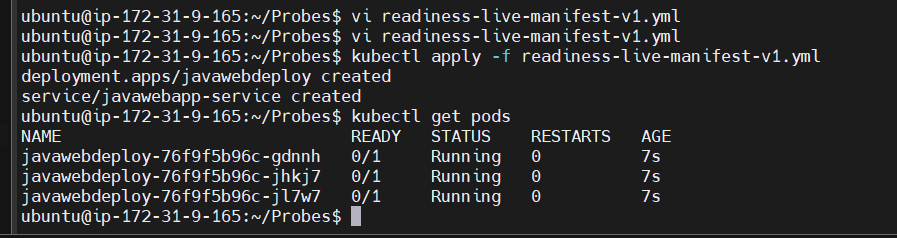 ubuntu@ip-172-31-9-165:~/Probes$ vi readiness-live-manifest-v1.yml
ubuntu@ip-172-31-9-165:~/Probes$ vi readiness-live-manifest-v1.yml
ubuntu@ip-172-31-9-165:~/Probes$ kubectl apply -f readiness-live-manifest-v1.yml
deployment.apps/javawebdeploy created
service/javawebapp-service created
ubuntu@ip-172-31-9-165:~/Probes$ kubectl get pods
NAME READY STATUS RESTARTS AGE
javawebdeploy-76f9f5b96c-gdnnh 0/1 Running 0 7s
javawebdeploy-76f9f5b96c-jhkj7 0/1 Running 0 7s
javawebdeploy-76f9f5b96c-jl7w7 0/1 Running 0 7s
ubuntu@ip-172-31-9-165:~/Probes$